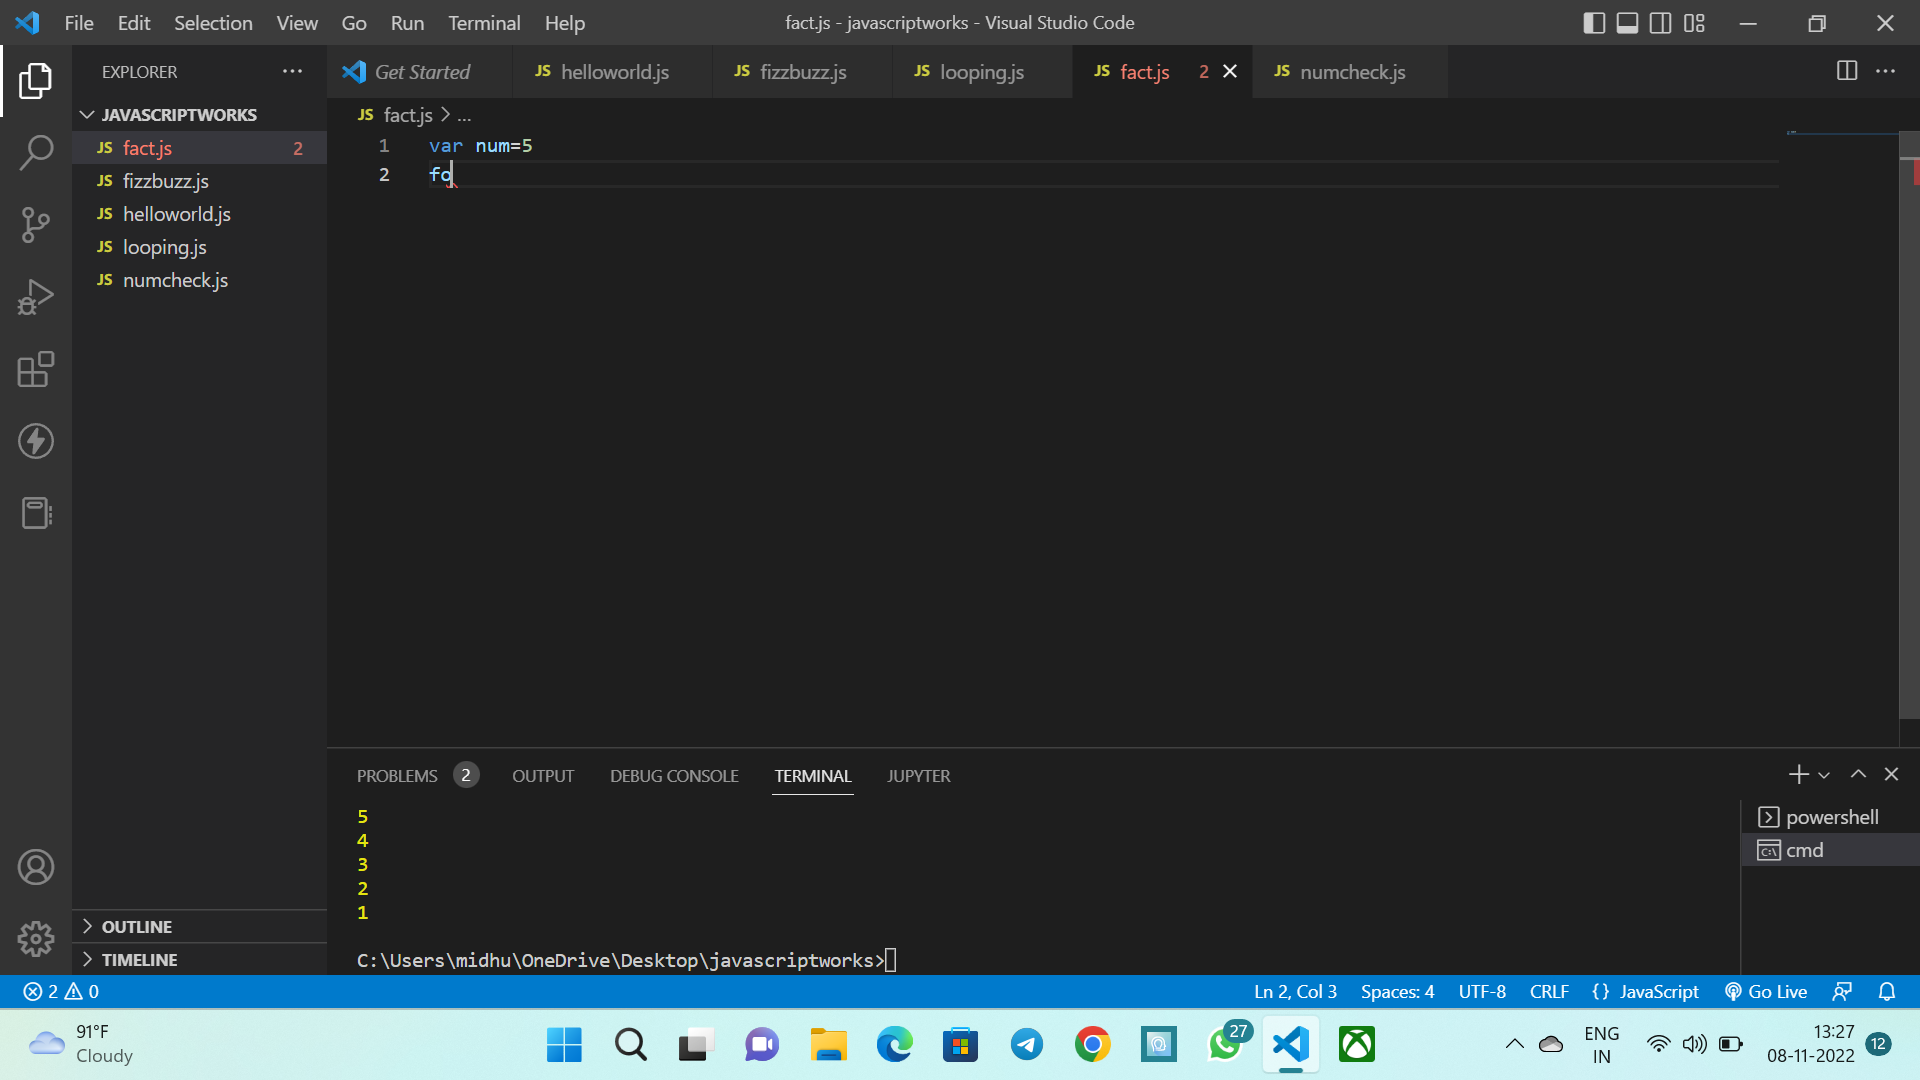 File Edit Selection View Go Run Terminal Help
fact.js - javascriptworks - Visual Studio Code
EXPLORER
JAVASCRIPTWORKS
JS fact.js 2
JS fizzbuzz.js
JS helloworld.js
JS looping.js
JS numcheck.js
OUTLINE
TIMELINE
Get Started JS helloworld.js JS fizzbuzz.js JS looping.js JS fact.js 2 JS numcheck.js
JS fact.js > ...
1 var num=5
2 fo
PROBLEMS 2 OUTPUT DEBUG CONSOLE TERMINAL JUPYTER
5
4
3
2
1
C:\Users\midhu\OneDrive\Desktop\javascriptworks>
powershell
cmd
2 0
Ln 2, Col 3 Spaces: 4 UTF-8 CRLF {} JavaScript Go Live
91°F
Cloudy
27
ENG
IN
13:27
08-11-2022
12